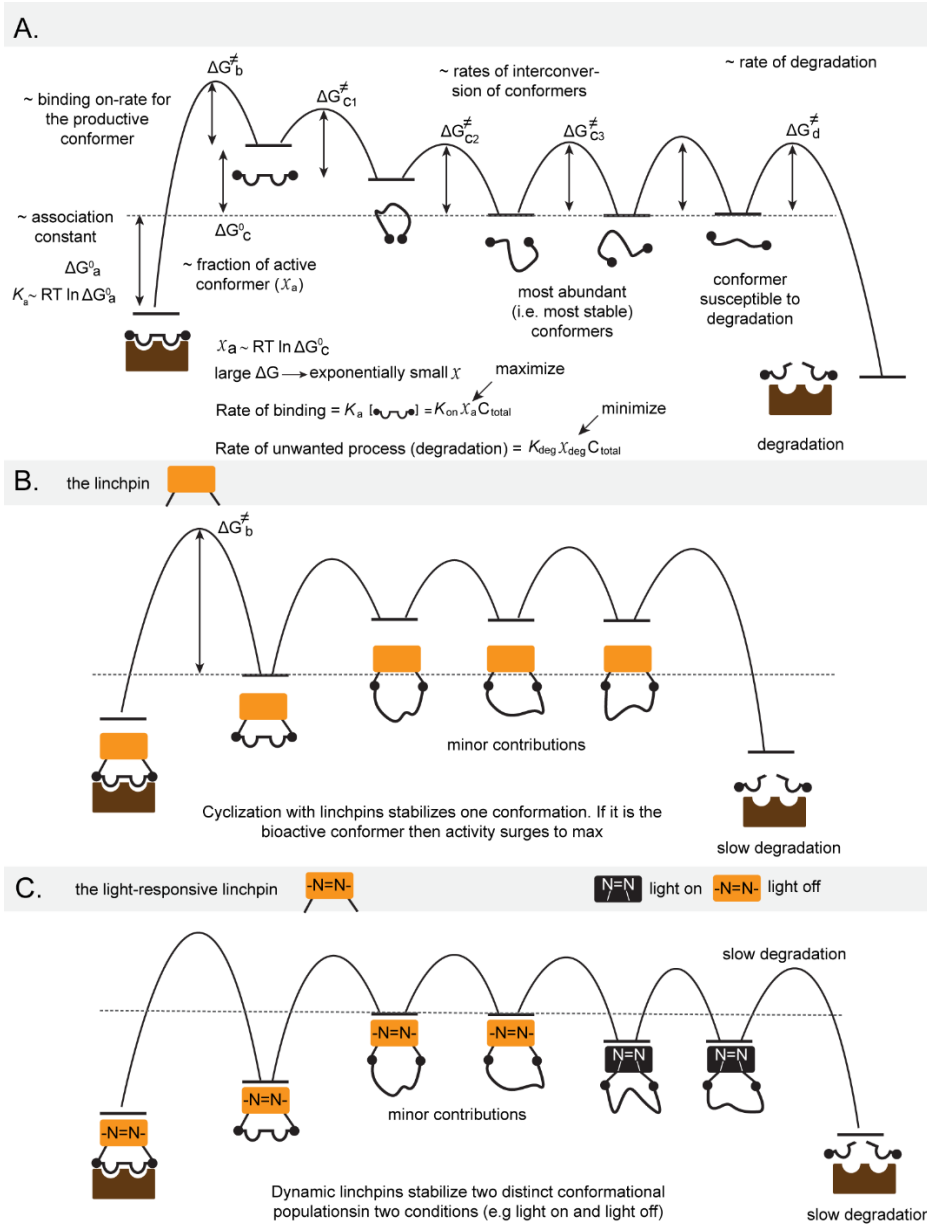 A.
ΔG≠b
ΔG≠C1
~ rates of interconver-
sion of conformers
~ rate of degradation
~ binding on-rate for
the productive
conformer
ΔG≠C2
ΔG≠C3
ΔG≠d
~ association
constant
ΔG⁰c
ΔG⁰a
Kₐ~ RT ln ΔG⁰a
~ fraction of active
conformer (xₐ)
most abundant
(i.e. most stable)
conformers
conformer
susceptible to
degradation
xₐ ~ RT ln ΔG⁰c
large ΔG → exponentially small x
maximize
Rate of binding = Kₐ [ ] = Kon xₐ Ctotal
minimize
Rate of unwanted process (degradation) = Kdeg xdeg Ctotal
degradation
B.
the linchpin
ΔG≠b
minor contributions
Cyclization with linchpins stabilizes one conformation. If it is the
bioactive conformer then activity surges to max
slow degradation
C.
the light-responsive linchpin
-N=N-
N=N
light on
-N=N-
light off
slow degradation
-N=N-
-N=N-
N=N
N=N
-N=N-
-N=N-
minor contributions
Dynamic linchpins stabilize two distinct conformational
populationsin two conditions (e.g light on and light off)
slow degradation